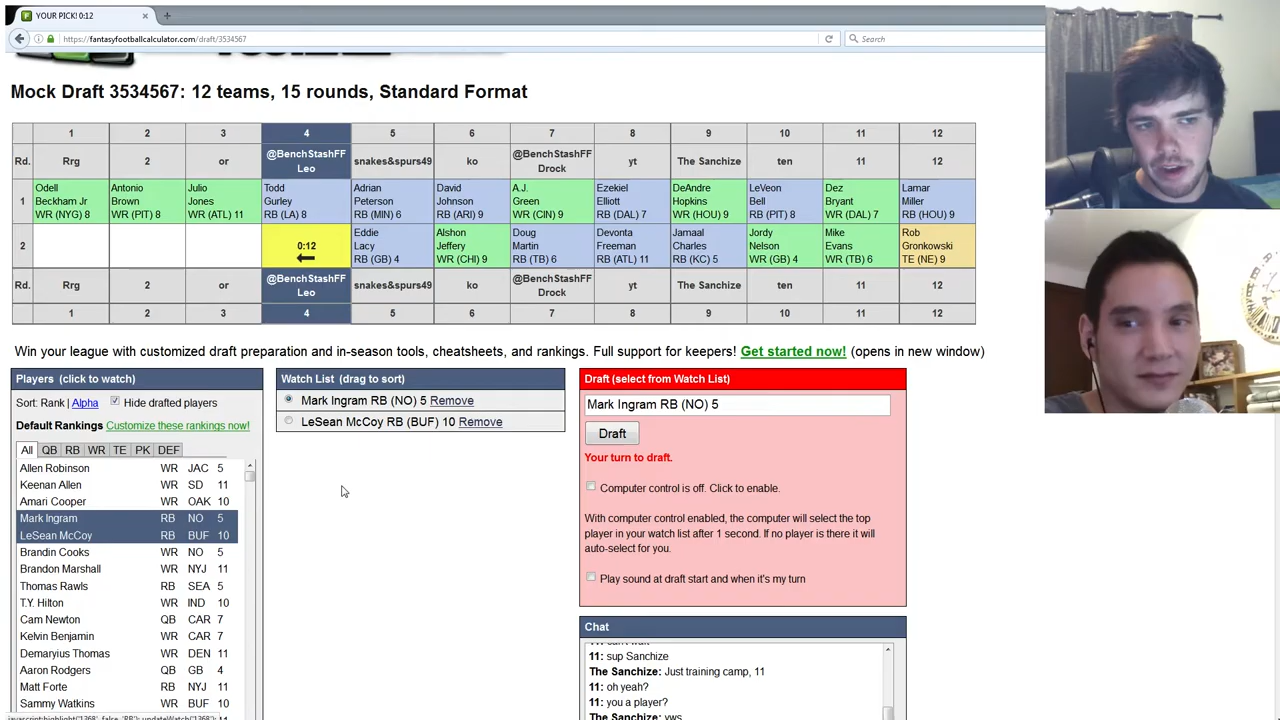 YOUR PICK! 0:12
https://fantasyfootballcalculator.com/draft/3534567
Search
Mock Draft 3534567: 12 teams, 15 rounds, Standard Format
1 2 3 4 5 6 7 8 9 10 11 12
Rd. Rrg 2 or @BenchStashFF Leo snakes&spurs49 ko @BenchStashFF Drock yt The Sanchize ten 11 12
1
Odell Beckham Jr WR (NYG) 8
Antonio Brown WR (PIT) 8
Julio Jones WR (ATL) 11
Todd Gurley RB (LA) 8
Adrian Peterson RB (MIN) 6
David Johnson RB (ARI) 9
A.J. Green WR (CIN) 9
Ezekiel Elliott RB (DAL) 7
DeAndre Hopkins WR (HOU) 9
LeVeon Bell RB (PIT) 8
Dez Bryant WR (DAL) 7
Lamar Miller RB (HOU) 9
2
0:12
Eddie Lacy RB (GB) 4
Alshon Jeffery WR (CHI) 9
Doug Martin RB (TB) 6
Devonta Freeman RB (ATL) 11
Jamaal Charles RB (KC) 5
Jordy Nelson WR (GB) 4
Mike Evans WR (TB) 6
Rob Gronkowski TE (NE) 9
Rd. Rrg 2 or @BenchStashFF Leo snakes&spurs49 ko @BenchStashFF Drock yt The Sanchize ten 11 12
1 2 3 4 5 6 7 8 9 10 11 12
Win your league with customized draft preparation and in-season tools, cheatsheets, and rankings. Full support for keepers! Get started now! (opens in new window)
Players (click to watch)
Sort: Rank | Alpha Hide drafted players
Default Rankings Customize these rankings now!
All QB RB WR TE PK DEF
Allen Robinson WR JAC 5
Keenan Allen WR SD 11
Amari Cooper WR OAK 10
Mark Ingram RB NO 5
LeSean McCoy RB BUF 10
Brandin Cooks WR NO 5
Brandon Marshall WR NYJ 11
Thomas Rawls RB SEA 5
T.Y. Hilton WR IND 10
Cam Newton QB CAR 7
Kelvin Benjamin WR CAR 7
Demaryius Thomas WR DEN 11
Aaron Rodgers QB GB 4
Matt Forte RB NYJ 11
Sammy Watkins WR BUF 10
Watch List (drag to sort)
Mark Ingram RB (NO) 5 Remove
LeSean McCoy RB (BUF) 10 Remove
Draft (select from Watch List)
Mark Ingram RB (NO) 5
Draft
Your turn to draft.
Computer control is off. Click to enable.
With computer control enabled, the computer will select the top
player in your watch list after 1 second. If no player is there it will
auto-select for you.
Play sound at draft start and when it's my turn
Chat
11: sup Sanchize
The Sanchize: Just training camp, 11
11: oh yeah?
11: you a player?
The Sanchize: yws